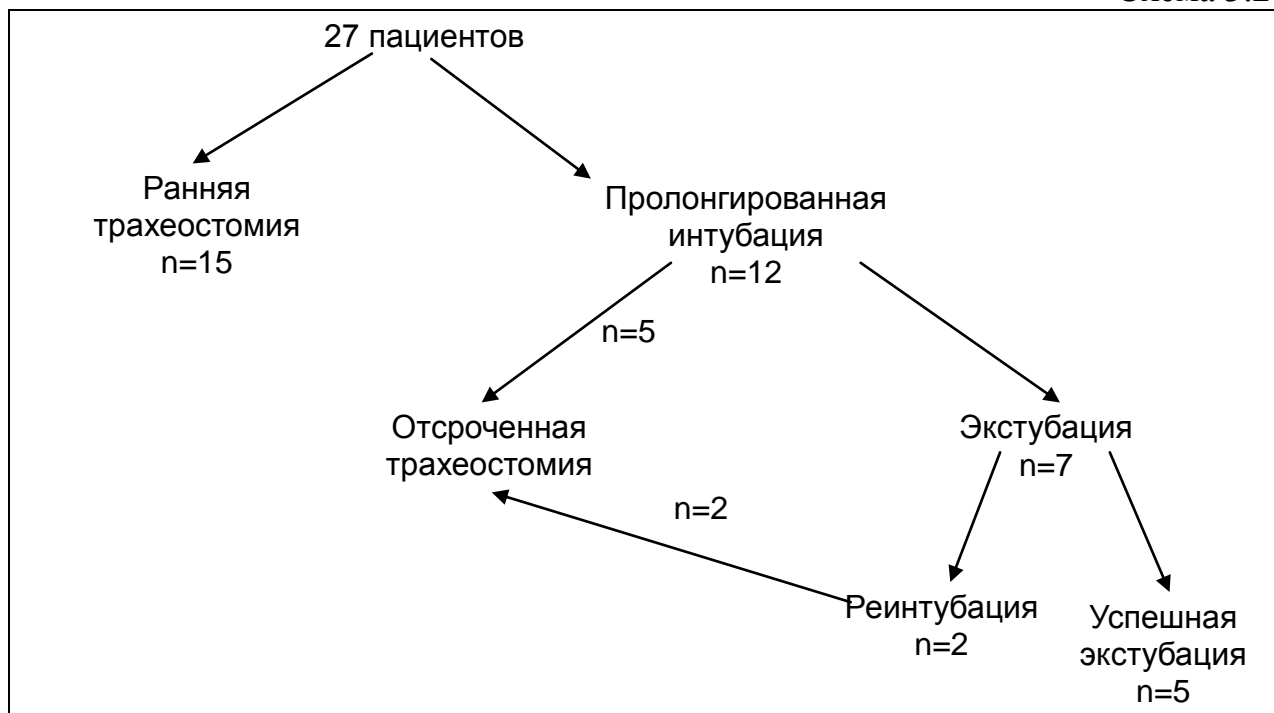 27 пациентов
Ранняя
трахеостомия
n=15
Пролонгированная
интубация
n=12
n=5
Отсроченная
трахеостомия
Экстубация
n=7
n=2
Реинтубация
n=2
Успешная
экстубация
n=5